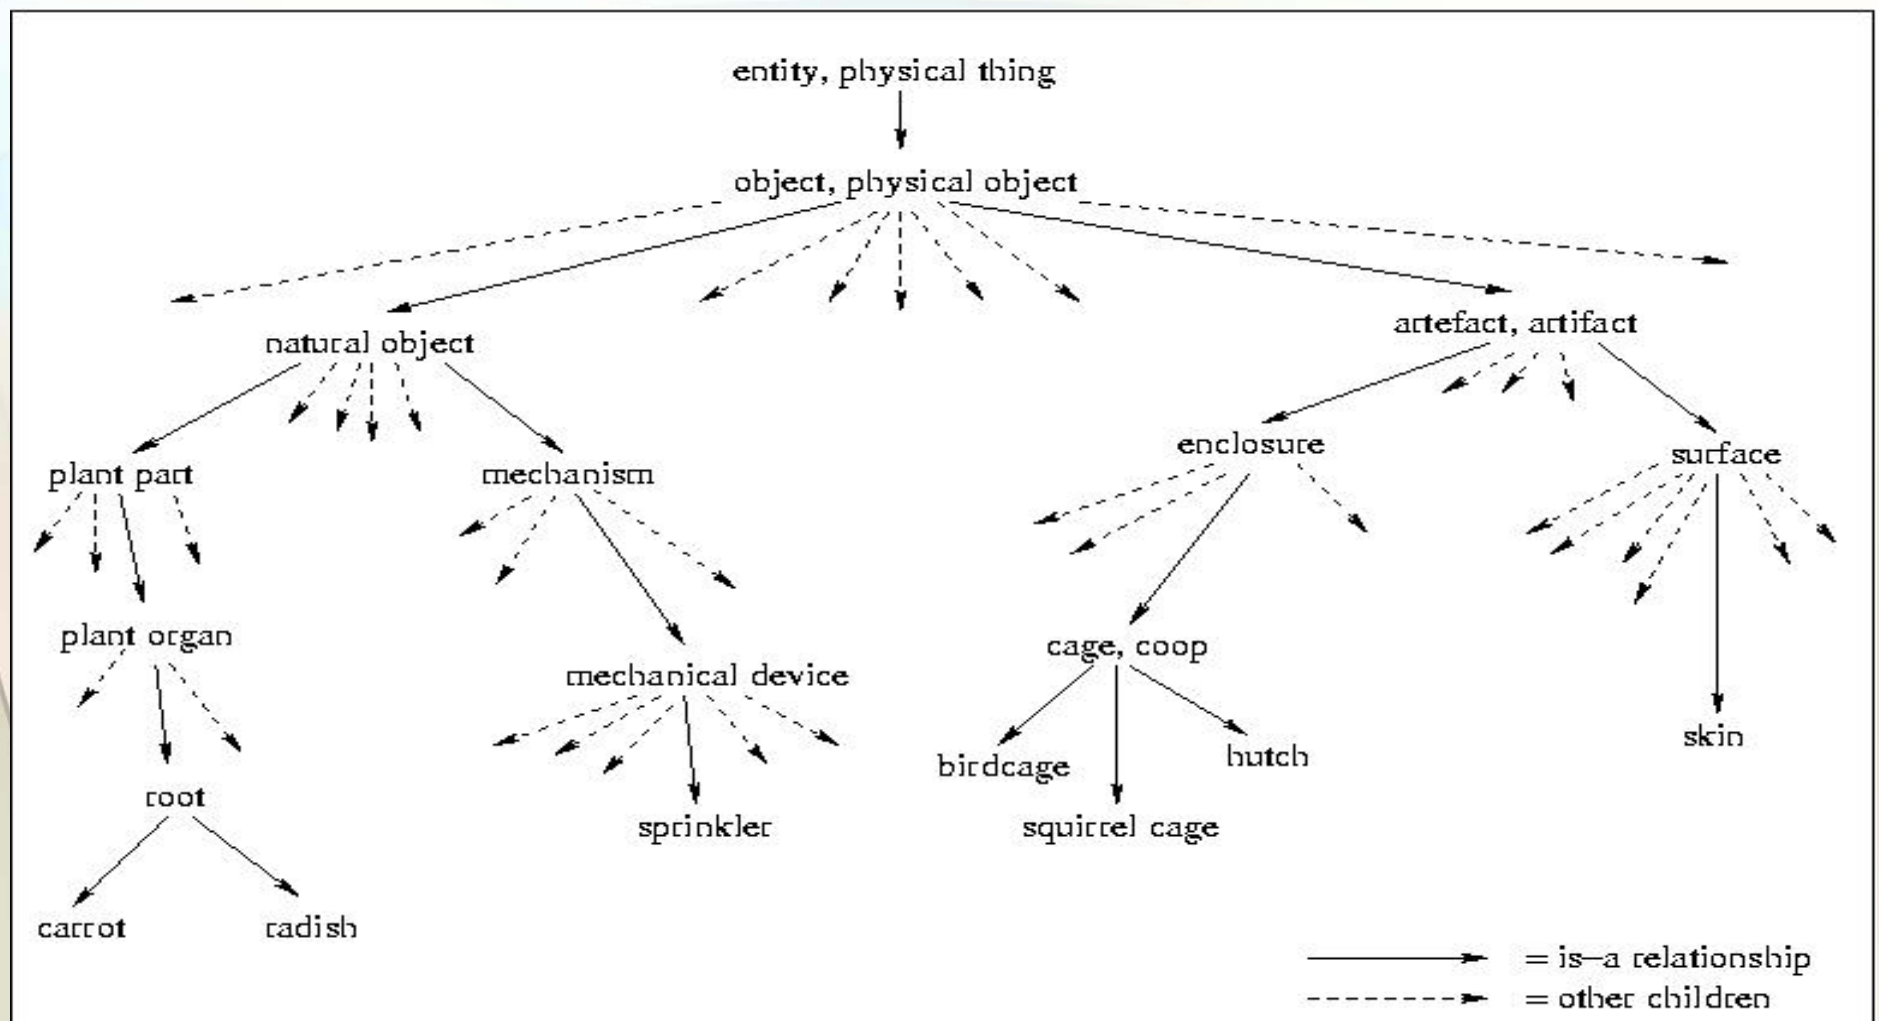 entity, physical thing
object, physical object
natural object
artefact, artifact
plant part
mechanism
enclosure
surface
plant organ
mechanical device
cage, coop
birdcage
hutch
skin
root
sprinkler
squirrel cage
carrot
radish
= is–a relationship
= other children